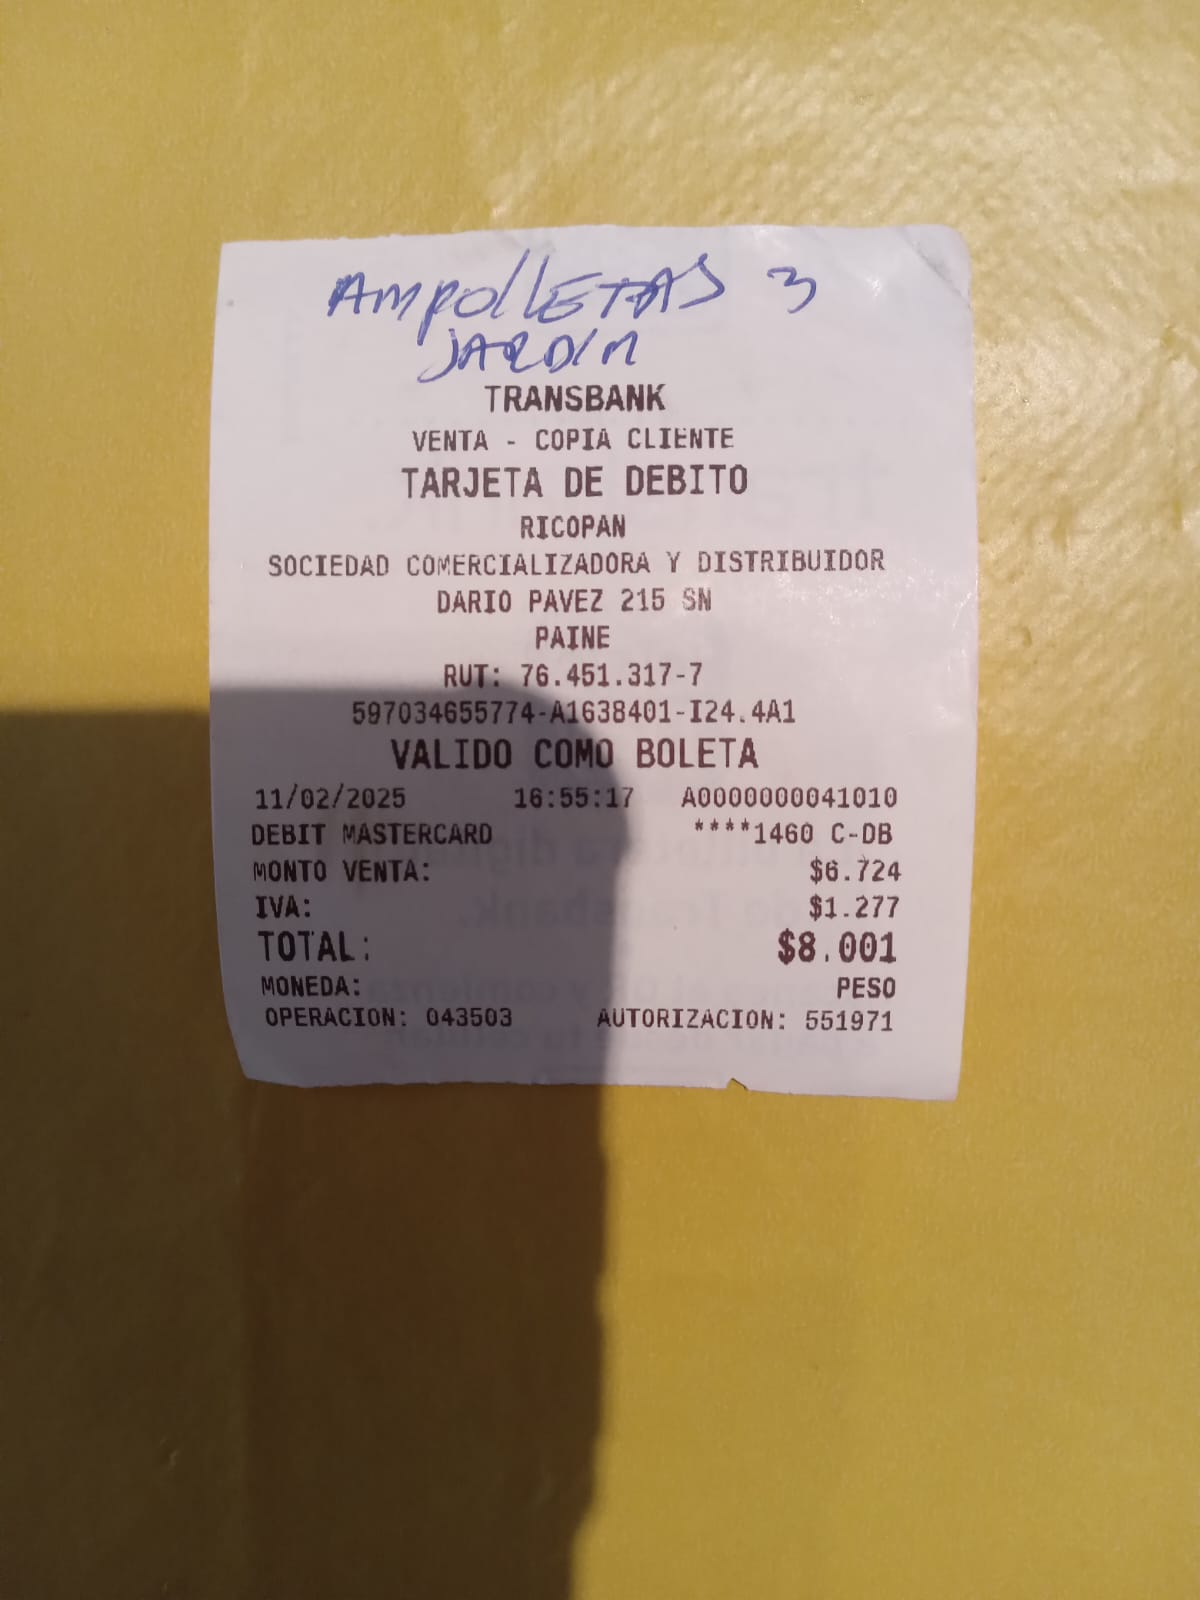 AMPOLLETAS 3
JARDIN
TRANSBANK
VENTA - COPIA CLIENTE
TARJETA DE DEBITO
RICOPAN
SOCIEDAD COMERCIALIZADORA Y DISTRIBUIDOR
DARIO PAVEZ 215 SN
PAINE
RUT: 76.451.317-7
597034655774-A1638401-I24.4A1
VALIDO COMO BOLETA
11/02/2025 16:55:17 A0000000041010
DEBIT MASTERCARD ****1460 C-DB
MONTO VENTA: $6.724
IVA: $1.277
TOTAL: $8.001
MONEDA: PESO
OPERACION: 043503 AUTORIZACION: 551971